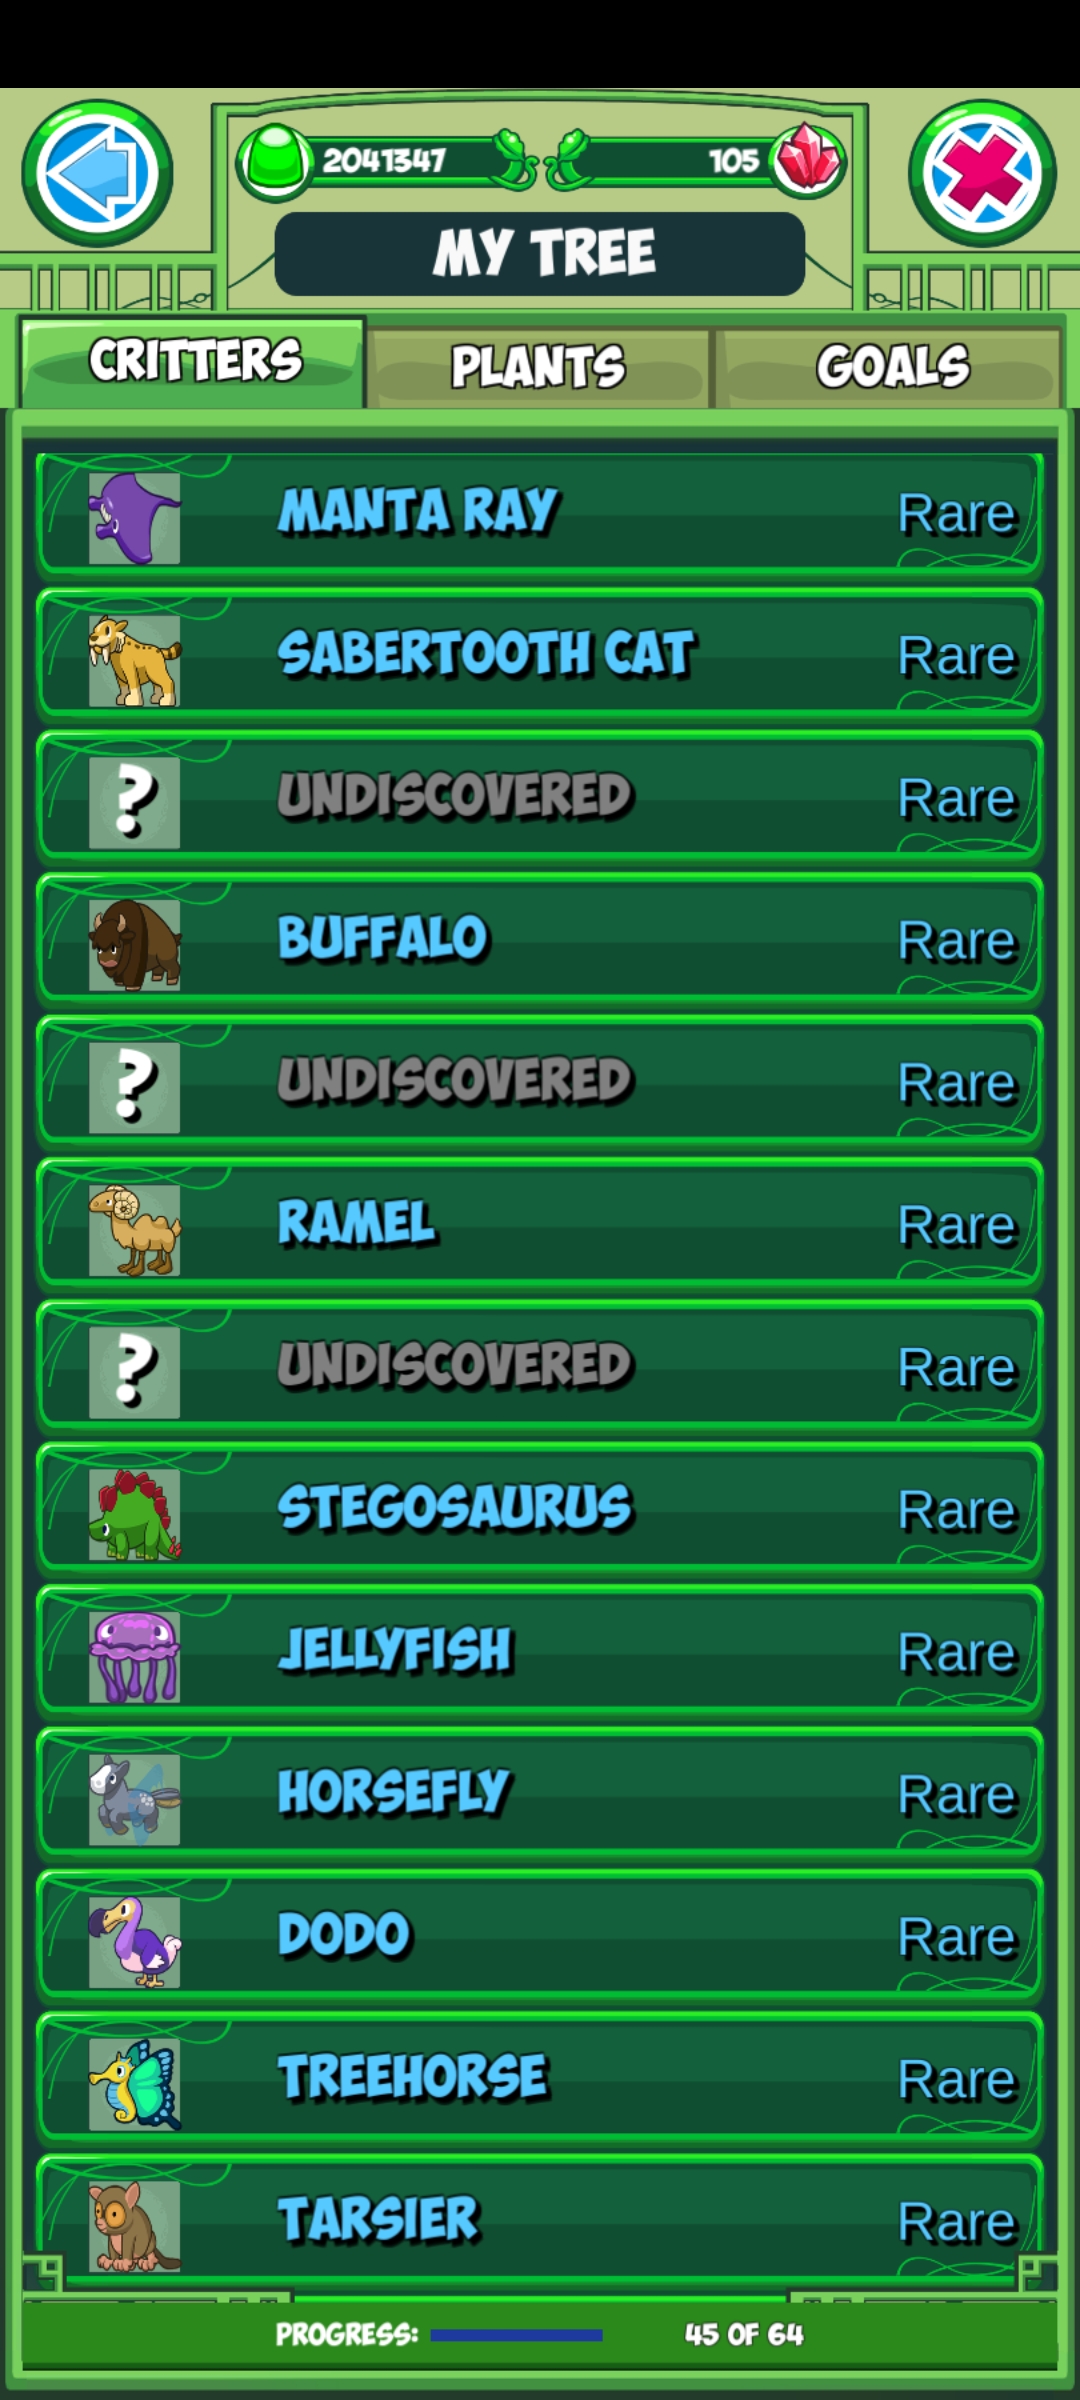 2041347
105
MY TREE
CRITTERS
PLANTS
GOALS
MANTA RAY
Rare
SABERTOOTH CAT
Rare
?
UNDISCOVERED
Rare
BUFFALO
Rare
?
UNDISCOVERED
Rare
RAMEL
Rare
?
UNDISCOVERED
Rare
STEGOSAURUS
Rare
JELLYFISH
Rare
HORSEFLY
Rare
DODO
Rare
TREEHORSE
Rare
TARSIER
Rare
PROGRESS:
45 OF 64